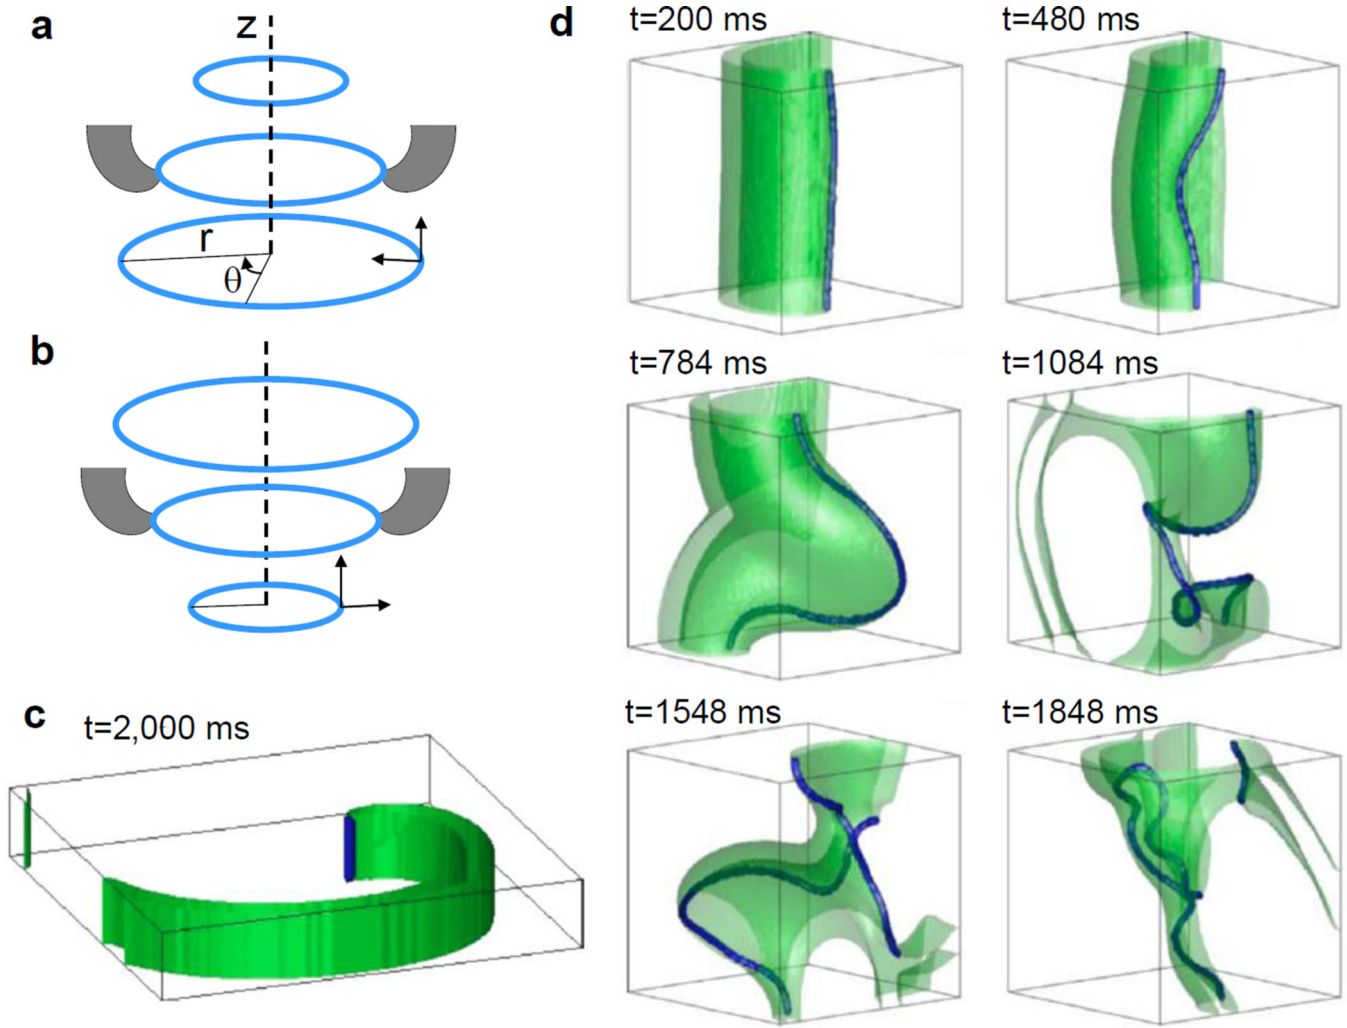 a
z
r
θ
b
c
t=2,000 ms
d
t=200 ms
t=480 ms
t=784 ms
t=1084 ms
t=1548 ms
t=1848 ms